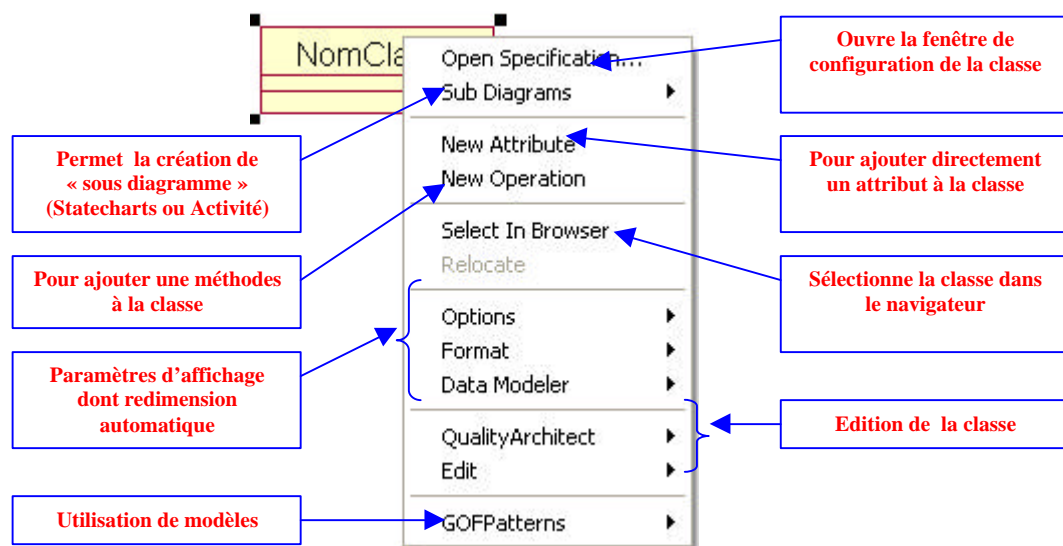 NomCla
Open Specification...
Sub Diagrams
New Attribute
New Operation
Select In Browser
Relocate
Options
Format
Data Modeler
QualityArchitect
Edit
GOFPatterns
Permet la création de
« sous diagramme »
(Statecharts ou Activité)
Pour ajouter une méthodes
à la classe
Paramètres d'affichage
dont redimension
automatique
Utilisation de modèles
Ouvre la fenêtre de
configuration de la classe
Pour ajouter directement
un attribut à la classe
Sélectionne la classe dans
le navigateur
Edition de la classe